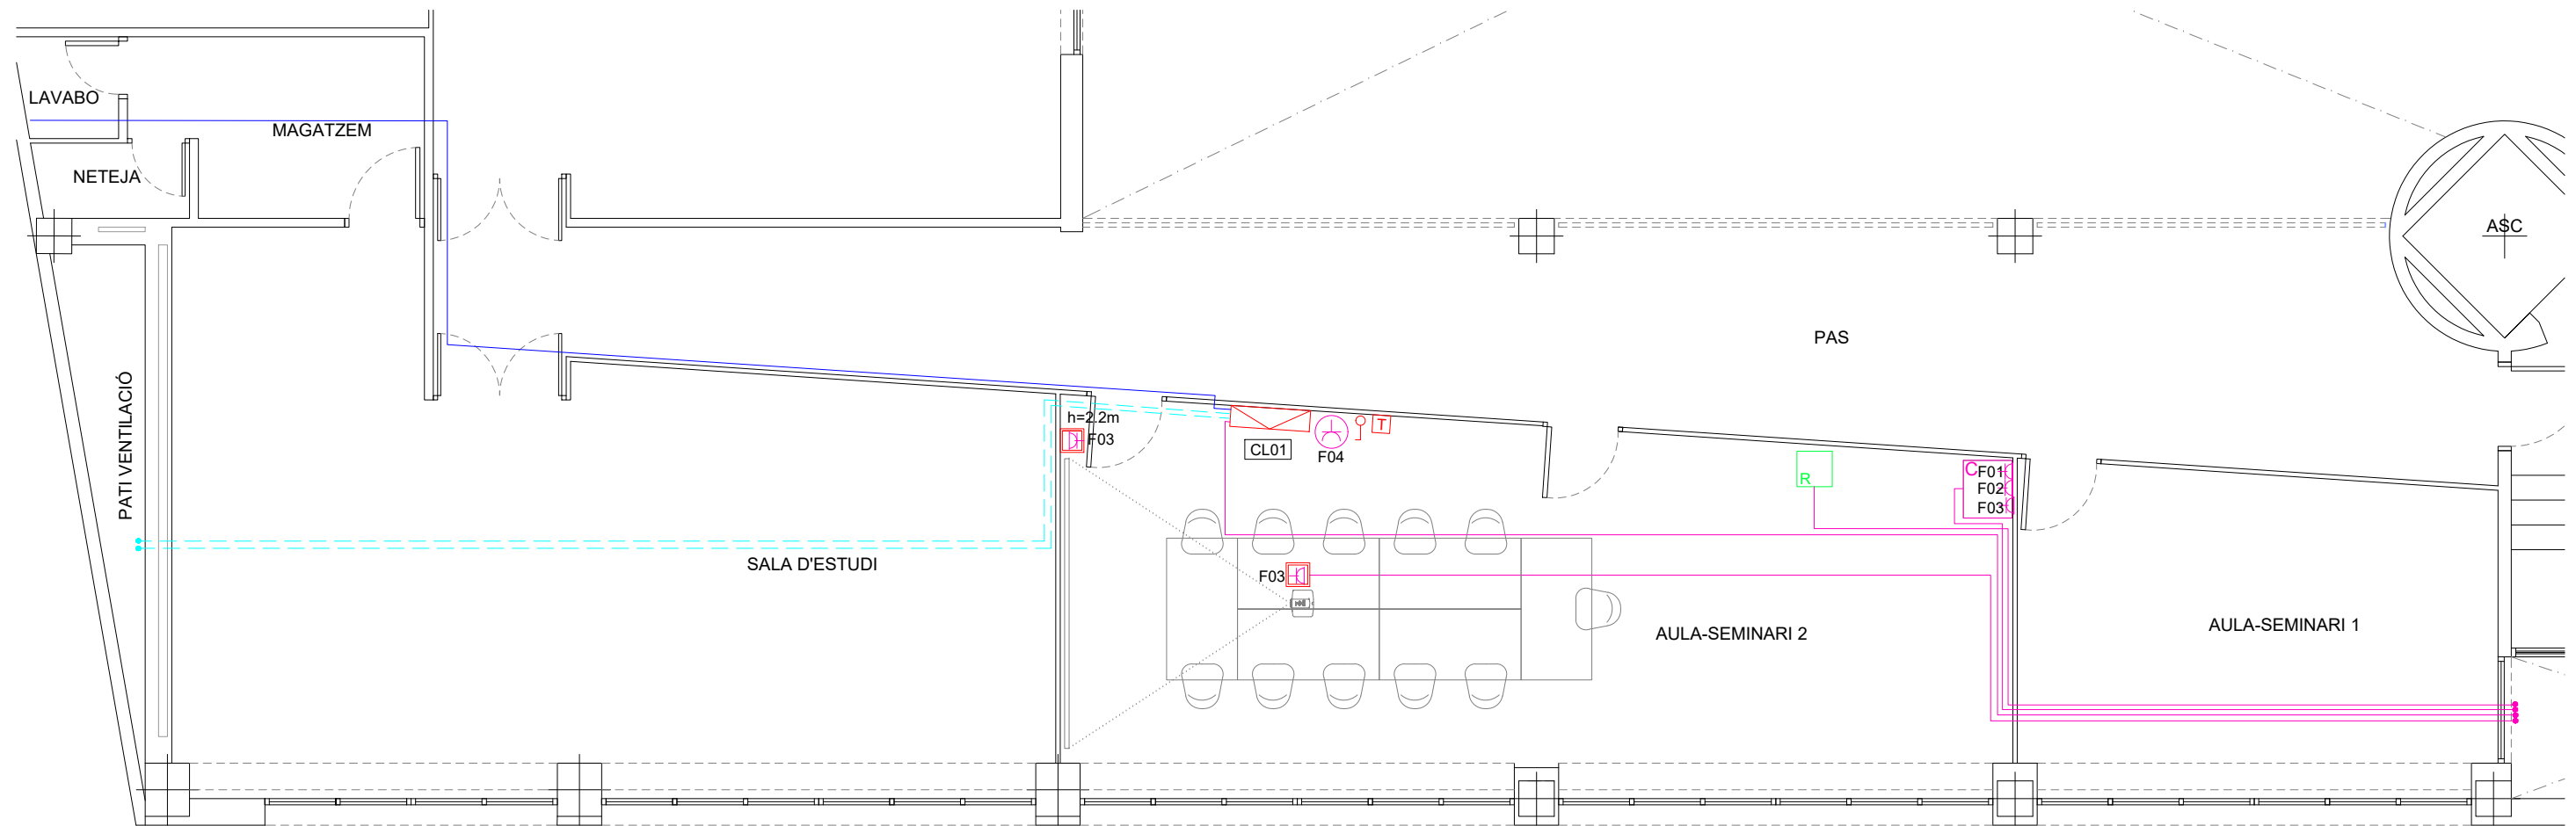 LAVABO
MAGATZEM
NETEJA
ASC
PAS
PATI VENTILACIÓ
h=2.2m
F03
CL01
F04
T
R
C
F01
F02
F03
SALA D'ESTUDI
F03
AULA-SEMINARI 2
AULA-SEMINARI 1